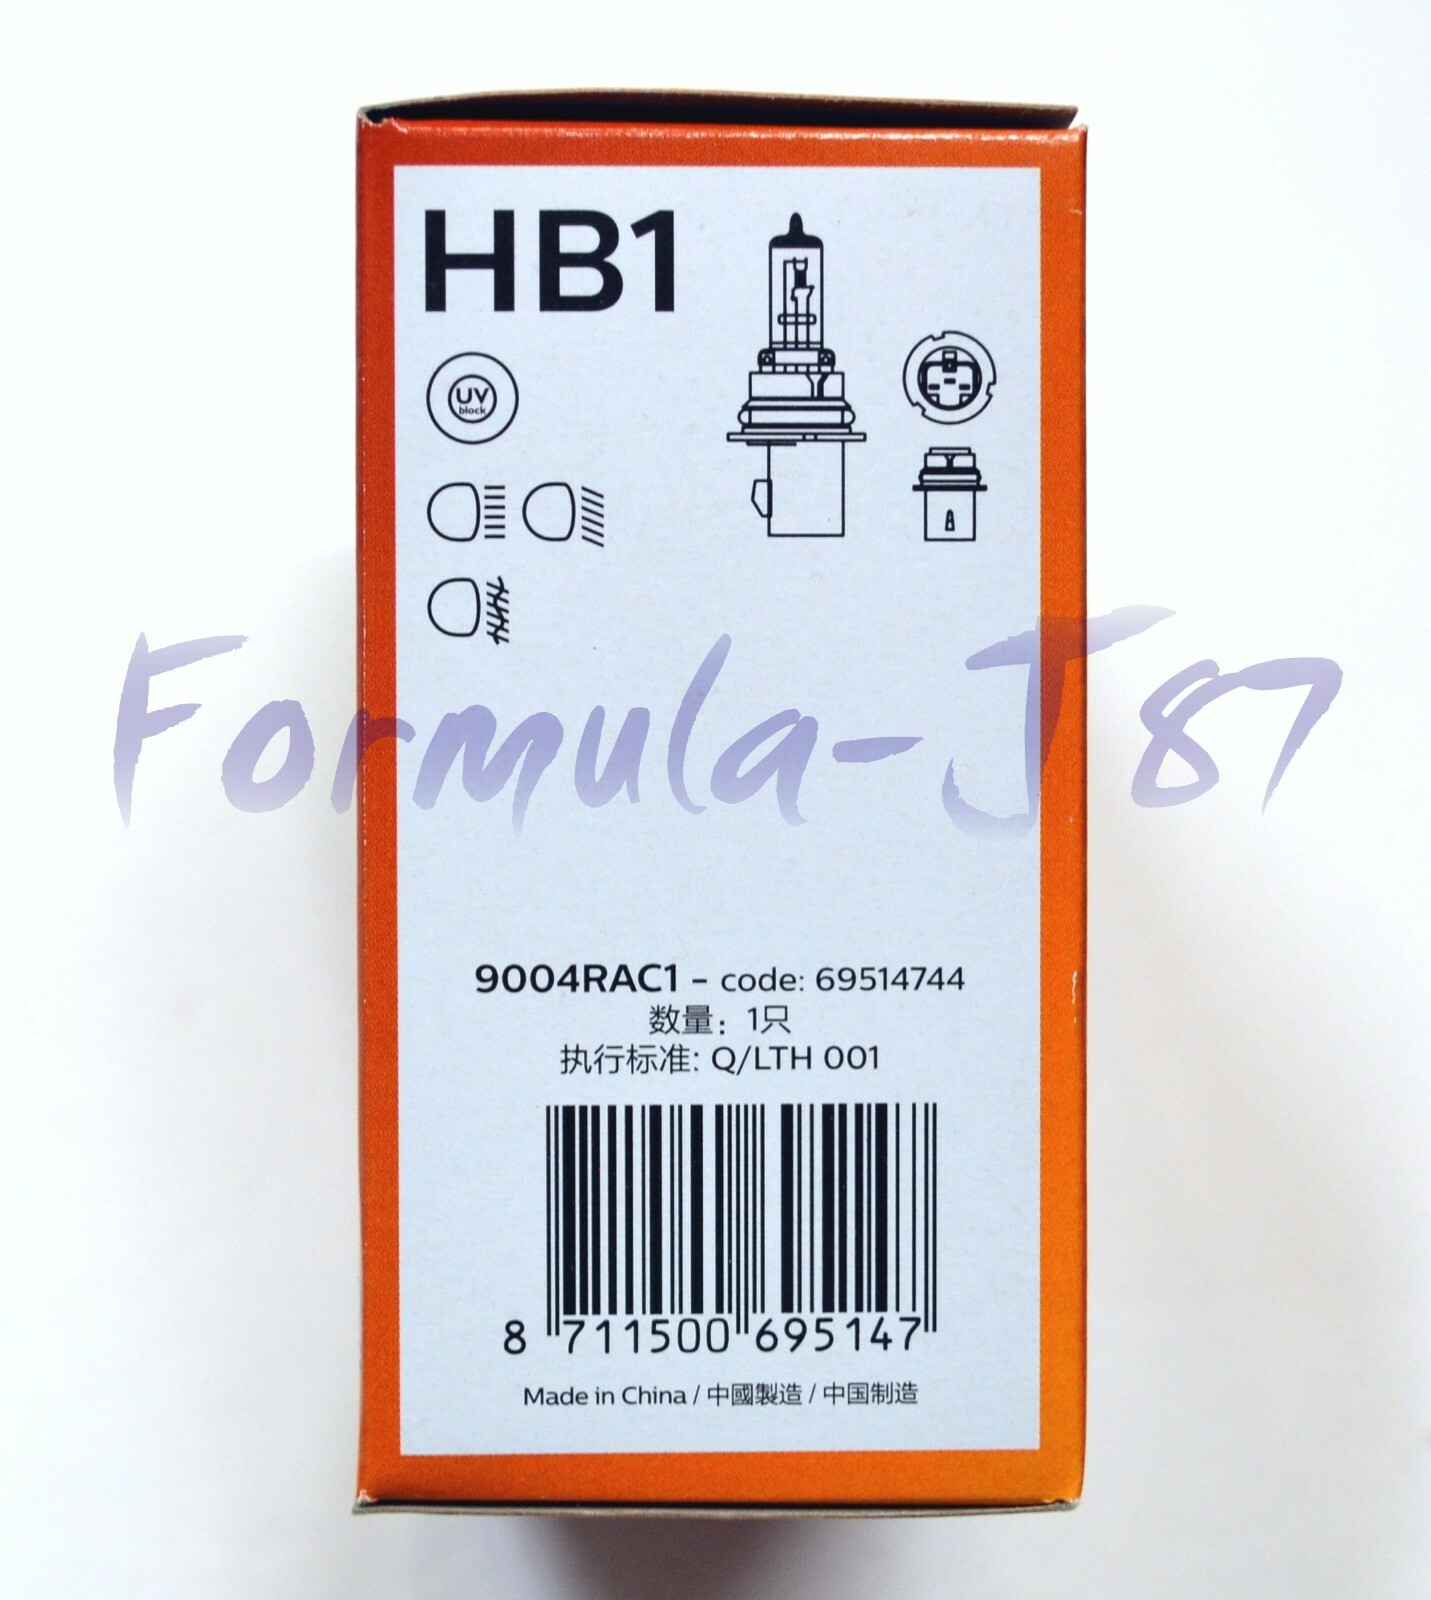 HB1
UV
block
Formula-J87
9004RAC1 - code: 69514744
数量：1只
执行标准: Q/LTH 001
8 711500 695147
Made in China / 中國製造 / 中国制造